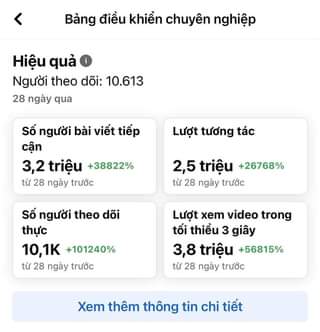 Bảng điều khiển chuyên nghiệp
Hiệu quả
Người theo dõi: 10.613
28 ngày qua
Số người bài viết tiếp
cận
3,2 triệu +38822%
từ 28 ngày trước
Lượt tương tác
2,5 triệu +26768%
từ 28 ngày trước
Số người theo dõi
thực
10,1K +101240%
từ 28 ngày trước
Lượt xem video trong
tối thiểu 3 giây
3,8 triệu +56815%
từ 28 ngày trước
Xem thêm thông tin chi tiết